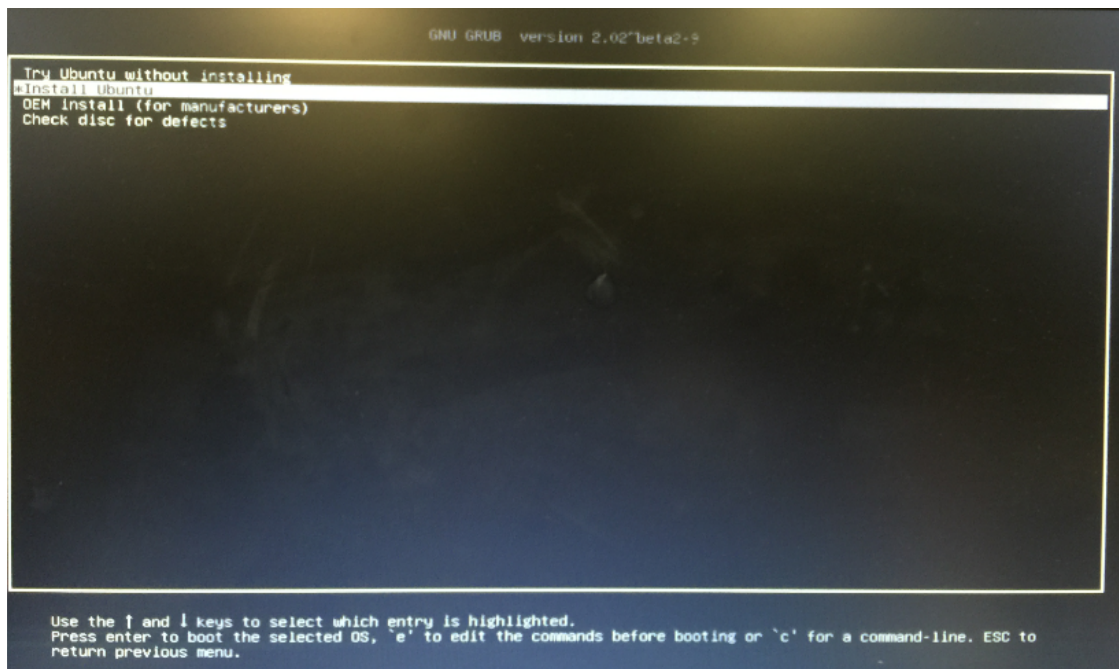 GNU GRUB version 2.02~beta2-9
Try Ubuntu without installing
*Install Ubuntu
OEM install (for manufacturers)
Check disc for defects
Use the ↑ and ↓ keys to select which entry is highlighted.
Press enter to boot the selected OS, `e' to edit the commands before booting or `c' for a command-line. ESC to
return previous menu.